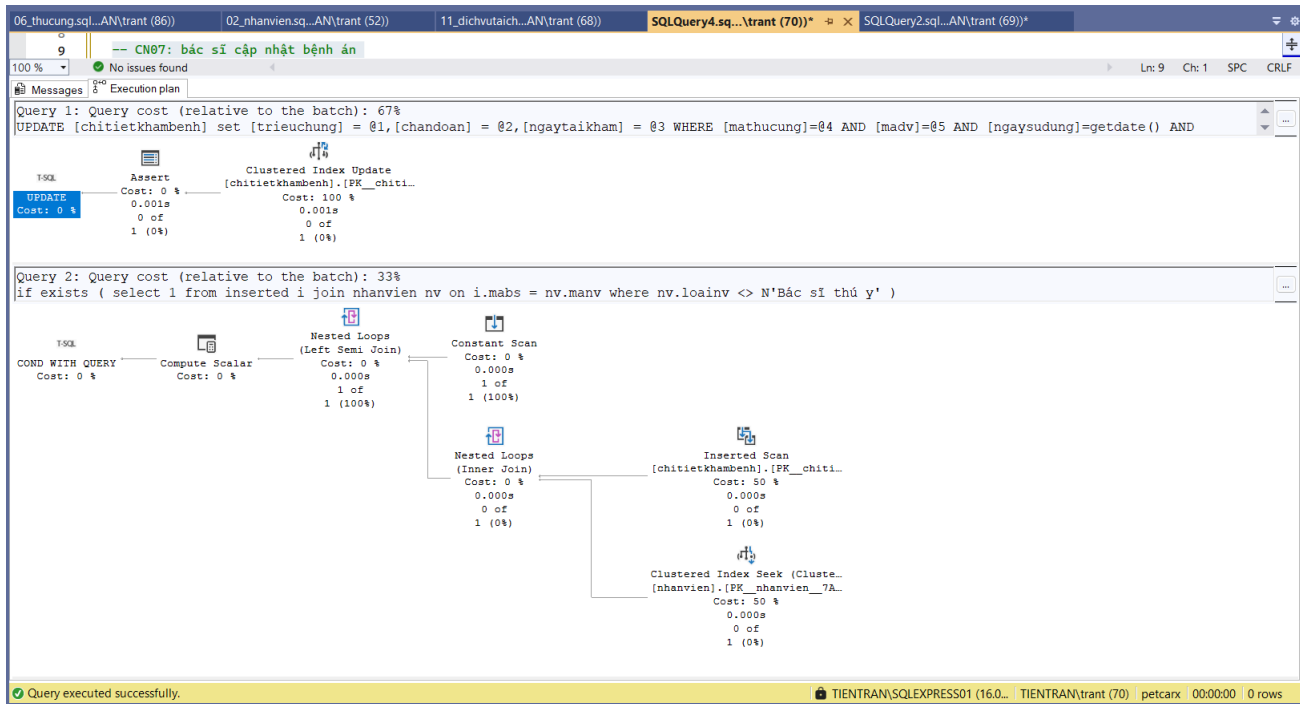 06_thucung.sql...AN\trant (86)) 02_nhanvien.sq...AN\trant (52)) 11_dichvutaich...AN\trant (68)) SQLQuery4.sq...\trant (70))* SQLQuery2.sql...AN\trant (69))*
8
9 -- CN07: bác sĩ cập nhật bệnh án
100 % No issues found Ln: 9 Ch: 1 SPC CRLF
Messages Execution plan
Query 1: Query cost (relative to the batch): 67%
UPDATE [chitietkhambenh] set [trieuchung] = @1,[chandoan] = @2,[ngaytaikham] = @3 WHERE [mathucung]=@4 AND [madv]=@5 AND [ngaysudung]=getdate() AND
...
T-SQL
UPDATE
Cost: 0 %
Assert
Cost: 0 %
0.001s
0 of
1 (0%)
Clustered Index Update
[chitietkhambenh].[PK__chiti...
Cost: 100 %
0.001s
0 of
1 (0%)
Query 2: Query cost (relative to the batch): 33%
if exists ( select 1 from inserted i join nhanvien nv on i.mabs = nv.manv where nv.loainv <> N'Bác sĩ thú y' )
...
T-SQL
COND WITH QUERY
Cost: 0 %
Compute Scalar
Cost: 0 %
Nested Loops
(Left Semi Join)
Cost: 0 %
0.000s
1 of
1 (100%)
Constant Scan
Cost: 0 %
0.000s
1 of
1 (100%)
Nested Loops
(Inner Join)
Cost: 0 %
0.000s
0 of
1 (0%)
Inserted Scan
[chitietkhambenh].[PK__chiti...
Cost: 50 %
0.000s
0 of
1 (0%)
Clustered Index Seek (Cluste...
[nhanvien].[PK__nhanvien__7A...
Cost: 50 %
0.000s
0 of
1 (0%)
Query executed successfully. TIENTRAN\SQLEXPRESS01 (16.0... TIENTRAN\trant (70) petcarx 00:00:00 0 rows